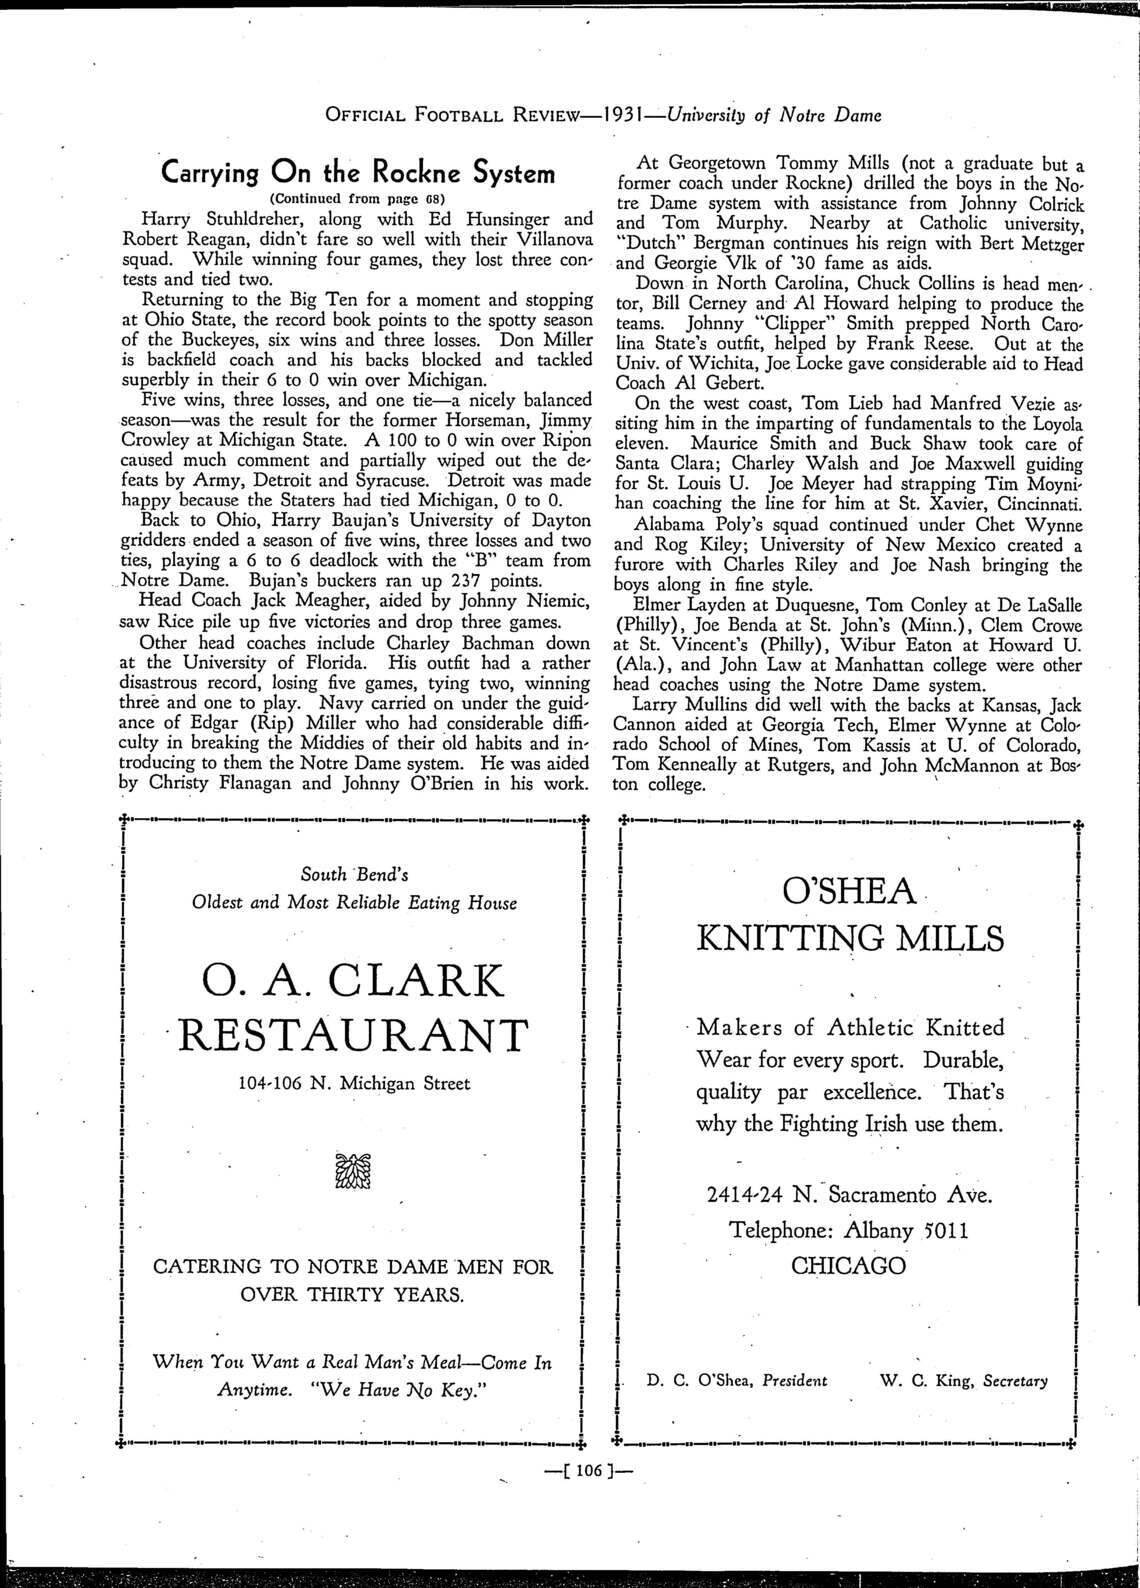 OFFICIAL FOOTBALL REVIEW—1931—University of Notre Dame
Carrying On the Rockne System
(Continued from page 68)
Harry Stuhldreher, along with Ed Hunsinger and
Robert Reagan, didn't fare so well with their Villanova
squad. While winning four games, they lost three con-
tests and tied two.
Returning to the Big Ten for a moment and stopping
at Ohio State, the record book points to the spotty season
of the Buckeyes, six wins and three losses. Don Miller
is backfield coach and his backs blocked and tackled
superbly in their 6 to 0 win over Michigan.
Five wins, three losses, and one tie—a nicely balanced
season—was the result for the former Horseman, Jimmy
Crowley at Michigan State. A 100 to 0 win over Ripon
caused much comment and partially wiped out the de-
feats by Army, Detroit and Syracuse. Detroit was made
happy because the Staters had tied Michigan, 0 to 0.
Back to Ohio, Harry Baujan's University of Dayton
gridders ended a season of five wins, three losses and two
ties, playing a 6 to 6 deadlock with the "B" team from
Notre Dame. Bujan's buckers ran up 237 points.
Head Coach Jack Meagher, aided by Johnny Niemic,
saw Rice pile up five victories and drop three games.
Other head coaches include Charley Bachman down
at the University of Florida. His outfit had a rather
disastrous record, losing five games, tying two, winning
three and one to play. Navy carried on under the guid-
ance of Edgar (Rip) Miller who had considerable diffi-
culty in breaking the Middies of their old habits and in-
troducing to them the Notre Dame system. He was aided
by Christy Flanagan and Johnny O'Brien in his work.
At Georgetown Tommy Mills (not a graduate but a
former coach under Rockne) drilled the boys in the No-
tre Dame system with assistance from Johnny Colrick
and Tom Murphy. Nearby at Catholic university,
"Dutch" Bergman continues his reign with Bert Metzger
and Georgie Vlk of '30 fame as aids.
Down in North Carolina, Chuck Collins is head men-
tor, Bill Cerney and Al Howard helping to produce the
teams. Johnny "Clipper" Smith prepped North Caro-
lina State's outfit, helped by Frank Reese. Out at the
Univ. of Wichita, Joe Locke gave considerable aid to Head
Coach Al Gebert.
On the west coast, Tom Lieb had Manfred Vezie as-
siting him in the imparting of fundamentals to the Loyola
eleven. Maurice Smith and Buck Shaw took care of
Santa Clara; Charley Walsh and Joe Maxwell guiding
for St. Louis U. Joe Meyer had strapping Tim Moyni-
han coaching the line for him at St. Xavier, Cincinnati.
Alabama Poly's squad continued under Chet Wynne
and Rog Kiley; University of New Mexico created a
furore with Charles Riley and Joe Nash bringing the
boys along in fine style.
Elmer Layden at Duquesne, Tom Conley at De LaSalle
(Philly), Joe Benda at St. John's (Minn.), Clem Crowe
at St. Vincent's (Philly), Wibur Eaton at Howard U.
(Ala.), and John Law at Manhattan college were other
head coaches using the Notre Dame system.
Larry Mullins did well with the backs at Kansas, Jack
Cannon aided at Georgia Tech, Elmer Wynne at Colo-
rado School of Mines, Tom Kassis at U. of Colorado,
Tom Kenneally at Rutgers, and John McMannon at Bos-
ton college.
South Bend's
Oldest and Most Reliable Eating House
O. A. CLARK
RESTAURANT
104-106 N. Michigan Street
CATERING TO NOTRE DAME MEN FOR
OVER THIRTY YEARS.
When You Want a Real Man's Meal—Come In
Anytime. "We Have No Key."
O'SHEA
KNITTING MILLS
Makers of Athletic Knitted
Wear for every sport. Durable,
quality par excellence. That's
why the Fighting Irish use them.
2414-24 N. Sacramento Ave.
Telephone: Albany 5011
CHICAGO
D. C. O'Shea, President W. C. King, Secretary
—[ 106 ]—